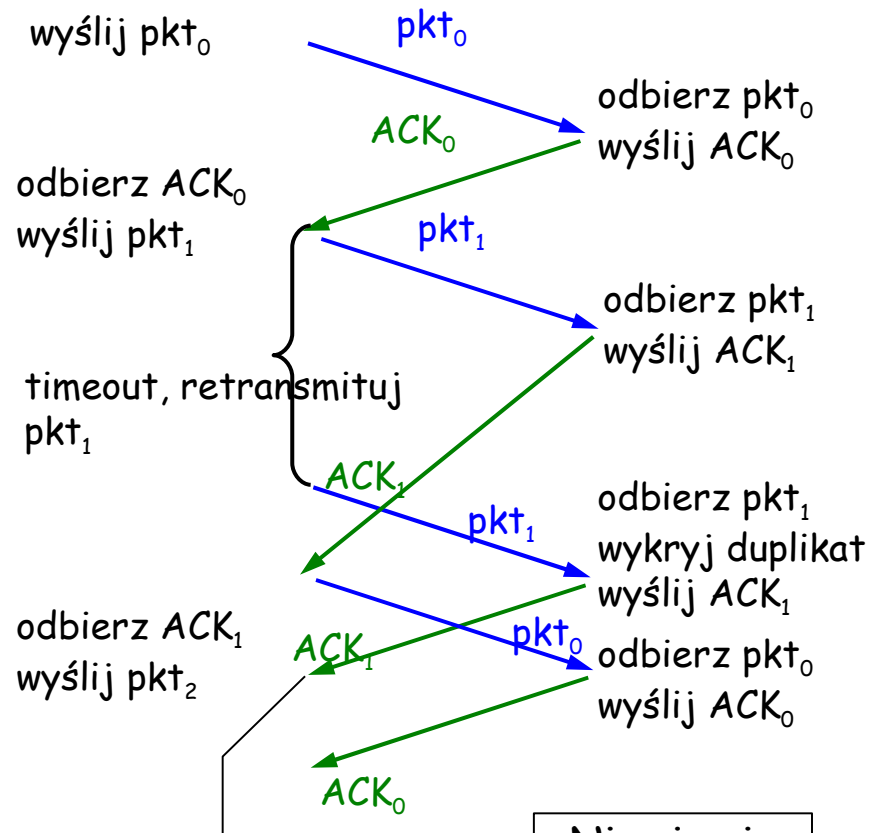 wyślij pkt₀
pkt₀
odbierz pkt₀
wyślij ACK₀
ACK₀
odbierz ACK₀
wyślij pkt₁
pkt₁
odbierz pkt₁
wyślij ACK₁
timeout, retransmituj
pkt₁
ACK₁
pkt₁
odbierz pkt₁
wykryj duplikat
wyślij ACK₁
odbierz ACK₁
wyślij pkt₂
ACK₁
pkt₀
odbierz pkt₀
wyślij ACK₀
ACK₀